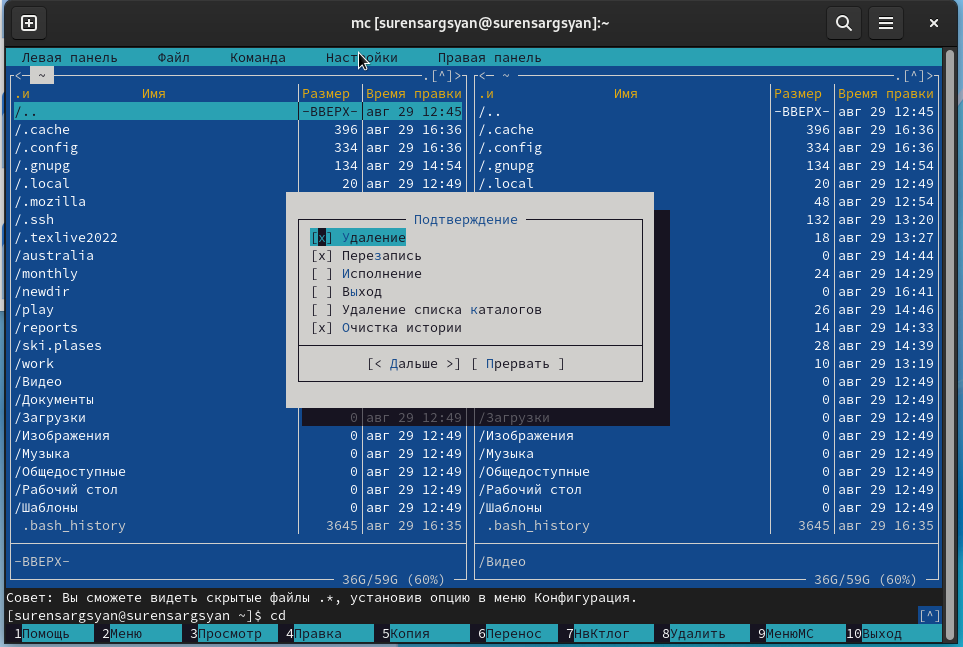 mc [surensargsyan@surensargsyan]:~
Левая панель Файл Команда Настройки Правая панель
<─ ~ .[^]> <─ ~ .[^]>
.и Имя Размер Время правки .и Имя Размер Время правки
/.. -ВВЕРХ- авг 29 12:45 /.. -ВВЕРХ- авг 29 12:45
/.cache 396 авг 29 16:36 /.cache 396 авг 29 16:36
/.config 334 авг 29 16:36 /.config 334 авг 29 16:36
/.gnupg 134 авг 29 14:54 /.gnupg 134 авг 29 14:54
/.local 20 авг 29 12:49 /.local 20 авг 29 12:49
/.mozilla 48 авг 29 12:54
/.ssh Подтверждение 132 авг 29 13:20
/.texlive2022 [x] Удаление 18 авг 29 13:27
/australia [x] Перезапись 0 авг 29 14:44
/monthly [ ] Исполнение 24 авг 29 14:29
/newdir [ ] Выход 0 авг 29 16:41
/play [ ] Удаление списка каталогов 26 авг 29 14:46
/reports [x] Очистка истории 14 авг 29 14:33
/ski.plases 28 авг 29 14:39
/work [< Дальше >] [ Прервать ] 10 авг 29 13:19
/Видео 0 авг 29 12:49
/Документы 0 авг 29 12:49
/Загрузки 0 авг 29 12:49 /Загрузки 0 авг 29 12:49
/Изображения 0 авг 29 12:49 /Изображения 0 авг 29 12:49
/Музыка 0 авг 29 12:49 /Музыка 0 авг 29 12:49
/Общедоступные 0 авг 29 12:49 /Общедоступные 0 авг 29 12:49
/Рабочий стол 0 авг 29 12:49 /Рабочий стол 0 авг 29 12:49
/Шаблоны 0 авг 29 12:49 /Шаблоны 0 авг 29 12:49
.bash_history 3645 авг 29 16:35 .bash_history 3645 авг 29 16:35
-ВВЕРХ- /Видео
36G/59G (60%) 36G/59G (60%)
Совет: Вы сможете видеть скрытые файлы .*, установив опцию в меню Конфигурация.
[surensargsyan@surensargsyan ~]$ cd [^]
1Помощь 2Меню 3Просмотр 4Правка 5Копия 6Перенос 7НвКтлог 8Удалить 9МенюМС 10Выход